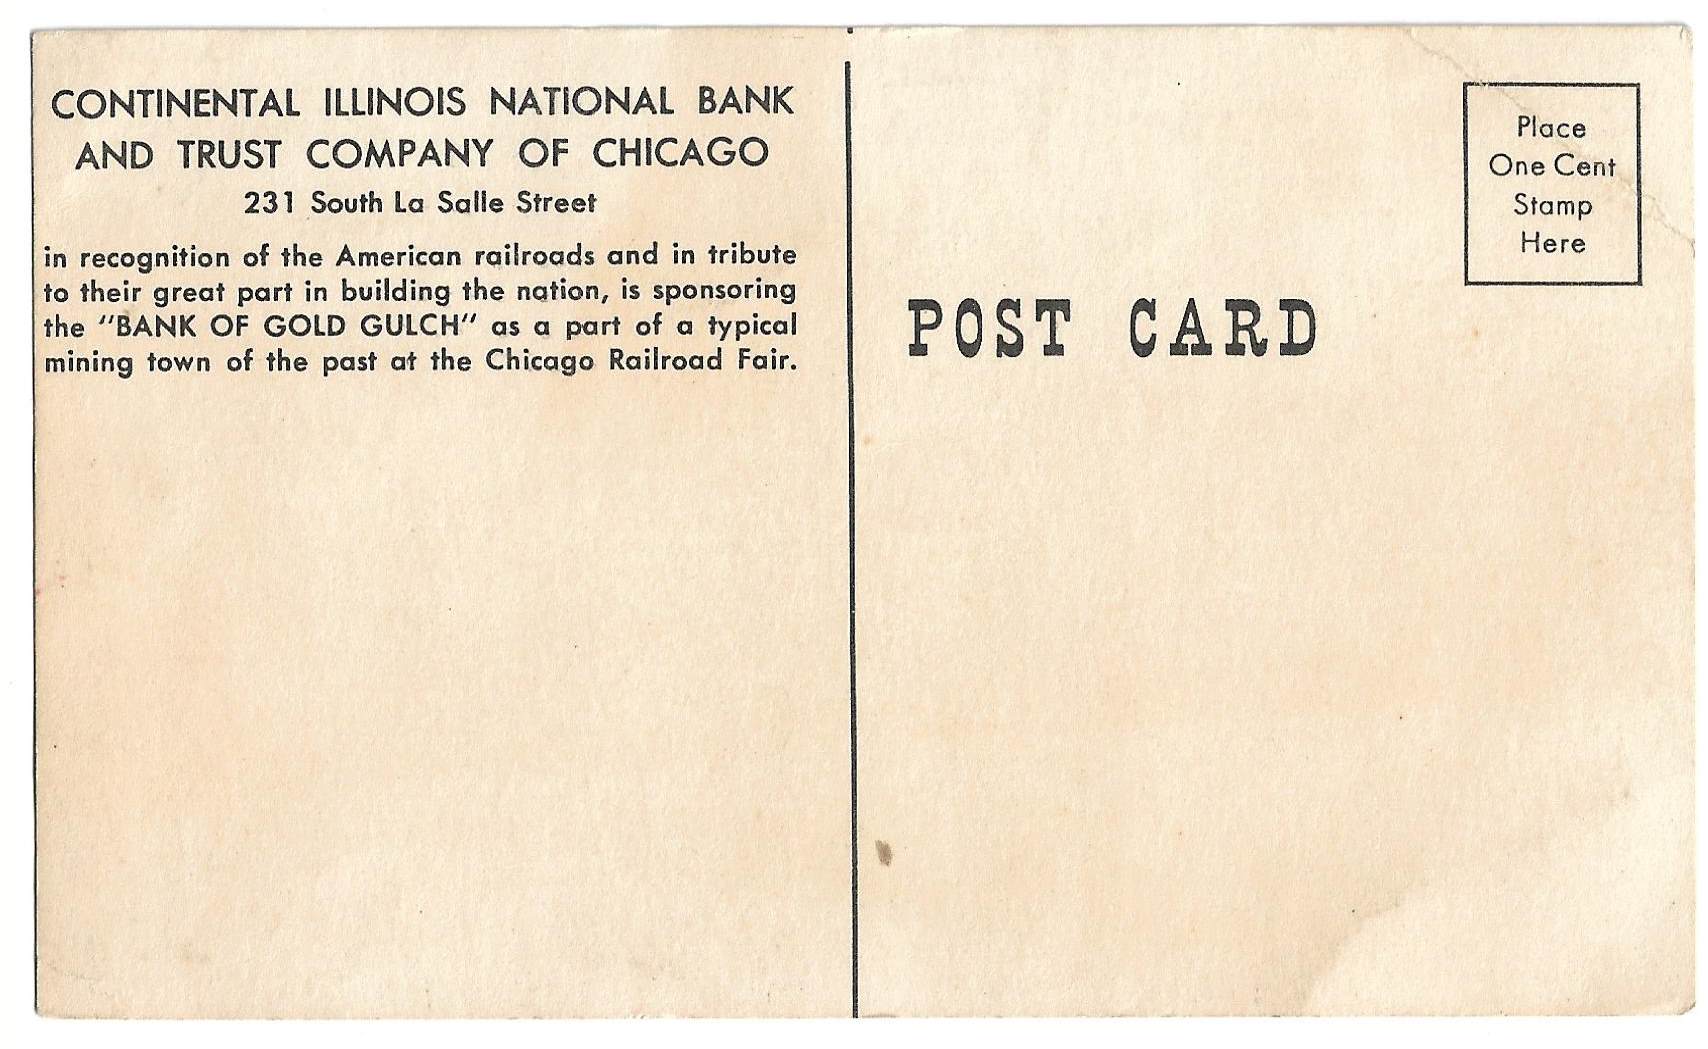 CONTINENTAL ILLINOIS NATIONAL BANK
AND TRUST COMPANY OF CHICAGO
231 South La Salle Street
in recognition of the American railroads and in tribute
to their great part in building the nation, is sponsoring
the "BANK OF GOLD GULCH" as a part of a typical
mining town of the past at the Chicago Railroad Fair.
POST CARD
Place
One Cent
Stamp
Here